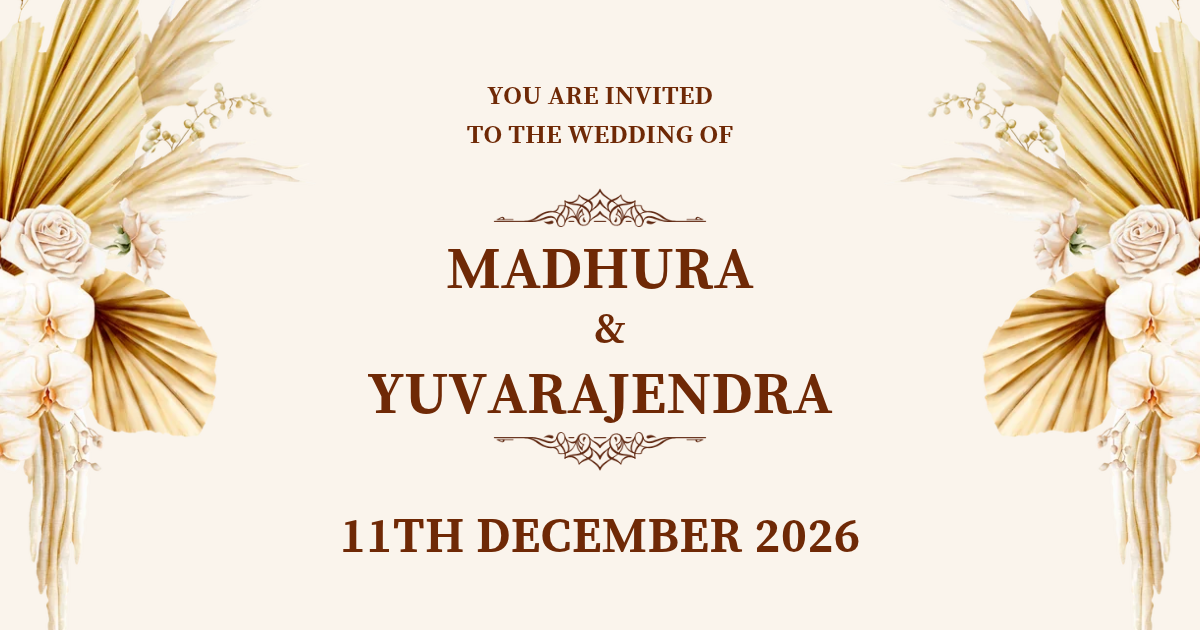 YOU ARE INVITED
TO THE WEDDING OF
MADHURA
&
YUVARAJENDRA
11TH DECEMBER 2026